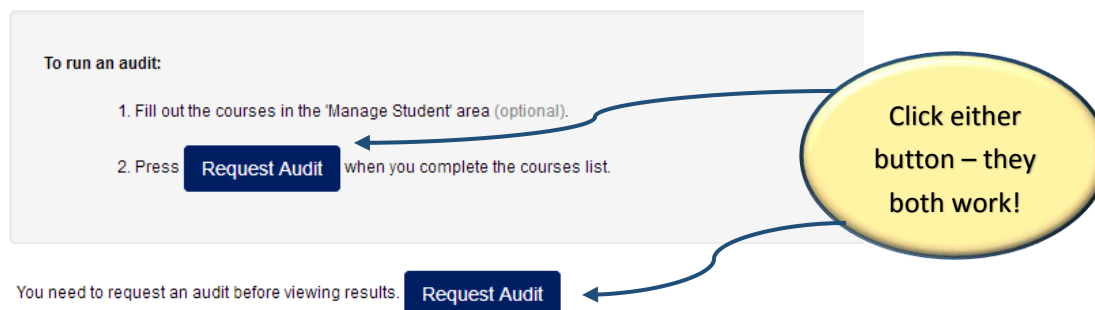 To run an audit:
1. Fill out the courses in the 'Manage Student' area (optional).
2. Press Request Audit when you complete the courses list.
You need to request an audit before viewing results. Request Audit
Click either
button – they
both work!